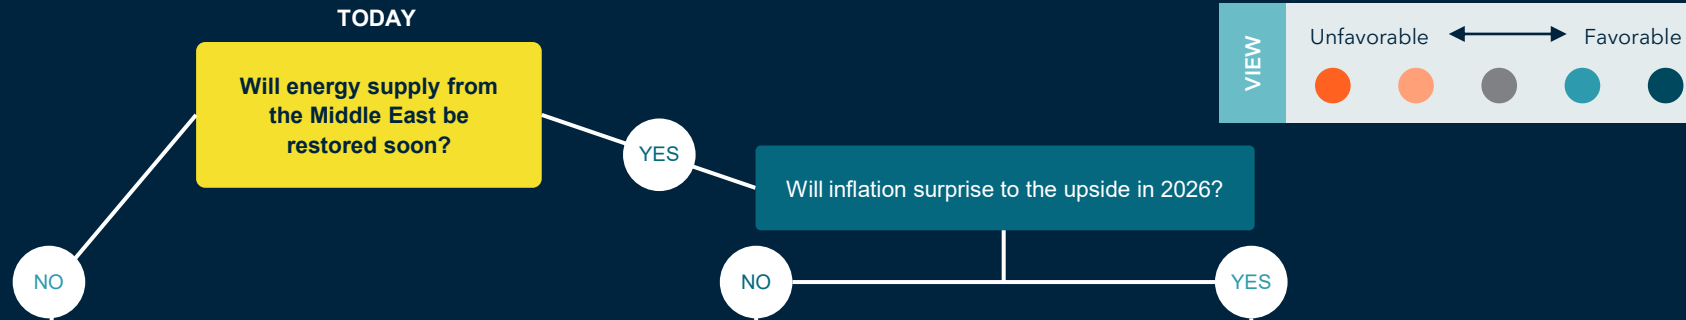 TODAY
Will energy supply from
the Middle East be
restored soon?
YES
Will inflation surprise to the upside in 2026?
NO
NO
YES
VIEW
Unfavorable
Favorable